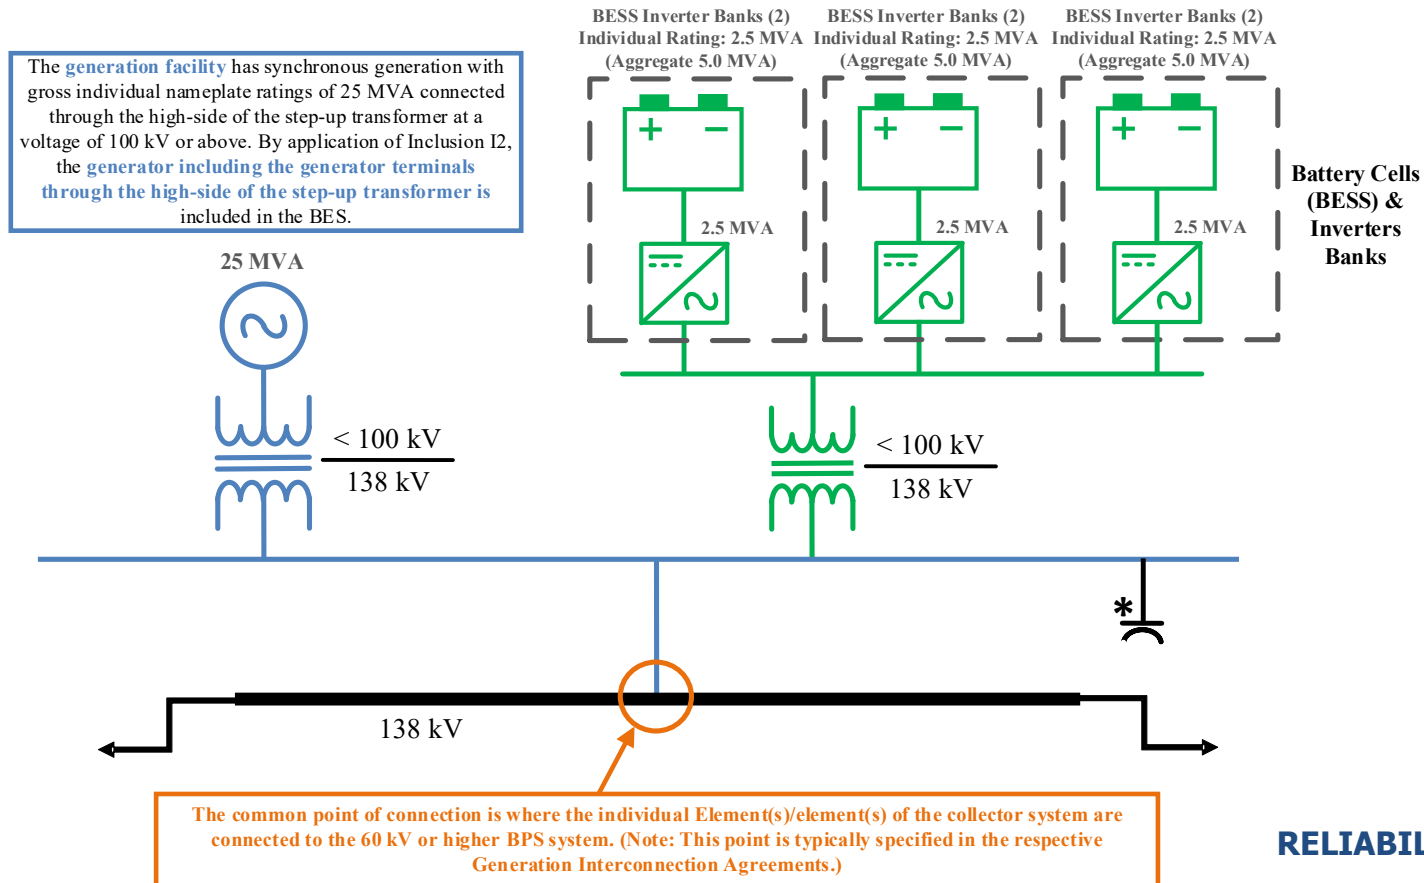 BESS Inverter Banks (2)
Individual Rating: 2.5 MVA
(Aggregate 5.0 MVA)
BESS Inverter Banks (2)
Individual Rating: 2.5 MVA
(Aggregate 5.0 MVA)
BESS Inverter Banks (2)
Individual Rating: 2.5 MVA
(Aggregate 5.0 MVA)
The generation facility has synchronous generation with
gross individual nameplate ratings of 25 MVA connected
through the high-side of the step-up transformer at a
voltage of 100 kV or above. By application of Inclusion I2,
the generator including the generator terminals
through the high-side of the step-up transformer is
included in the BES.
Battery Cells
(BESS) &
Inverters
Banks
2.5 MVA
2.5 MVA
2.5 MVA
25 MVA
< 100 kV
138 kV
< 100 kV
138 kV
*
138 kV
The common point of connection is where the individual Element(s)/element(s) of the collector system are
connected to the 60 kV or higher BPS system. (Note: This point is typically specified in the respective
Generation Interconnection Agreements.)
RELIABIL